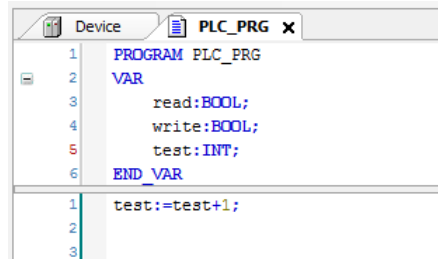 Device PLC_PRG x
1 PROGRAM PLC_PRG
2 VAR
3 read:BOOL;
4 write:BOOL;
5 test:INT;
6 END_VAR
1 test:=test+1;
2
3